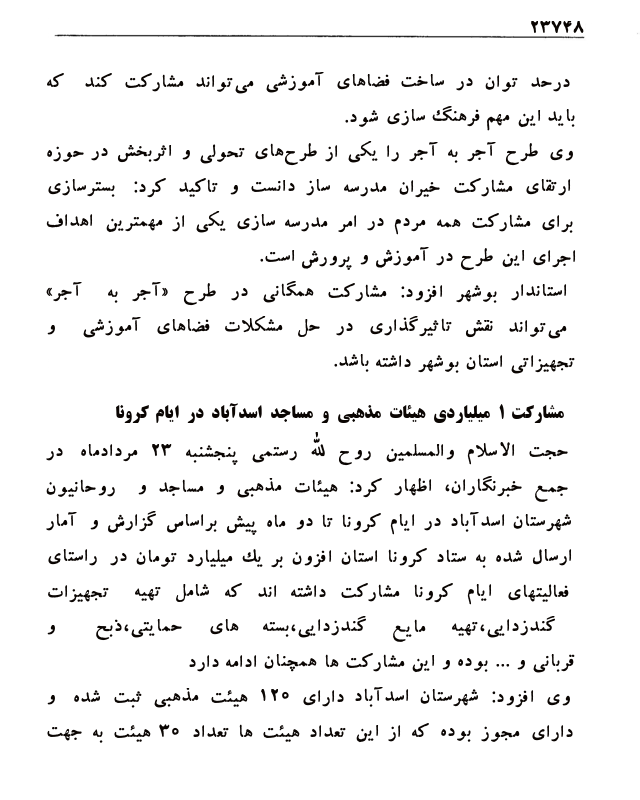 ۲۳۷۴۸
درحد توان در ساخت فضاهای آموزشی می‌تواند مشارکت کند که
باید این مهم فرهنگ سازی شود.
وی طرح آجر به آجر را یکی از طرح‌های تحولی و اثربخش در حوزه
ارتقای مشارکت خیران مدرسه ساز دانست و تاکید کرد: بسترسازی
برای مشارکت همه مردم در امر مدرسه سازی یکی از مهمترین اهداف
اجرای این طرح در آموزش و پرورش است.
استاندار بوشهر افزود: مشارکت همگانی در طرح «آجر به آجر»
می‌تواند نقش تاثیرگذاری در حل مشکلات فضاهای آموزشی و
تجهیزاتی استان بوشهر داشته باشد.
مشارکت ۱ میلیاردی هیئات مذهبی و مساجد اسدآباد در ایام کرونا
حجت الاسلام والمسلمین روح لله رستمی پنجشنبه ۲۳ مردادماه در
جمع خبرنگاران، اظهار کرد: هیئات مذهبی و مساجد و روحانیون
شهرستان اسدآباد در ایام کرونا تا دو ماه پیش براساس گزارش و آمار
ارسال شده به ستاد کرونا استان افزون بر یك میلیارد تومان در راستای
فعالیتهای ایام کرونا مشارکت داشته اند که شامل تهیه تجهیزات
گندزدایی،تهیه مایع گندزدایی،بسته های حمایتی،ذبح و
قربانی و ... بوده و این مشارکت ها همچنان ادامه دارد
وی افزود: شهرستان اسدآباد دارای ۱۲۰ هیئت مذهبی ثبت شده و
دارای مجوز بوده که از این تعداد هیئت ها تعداد ۳۰ هیئت به جهت